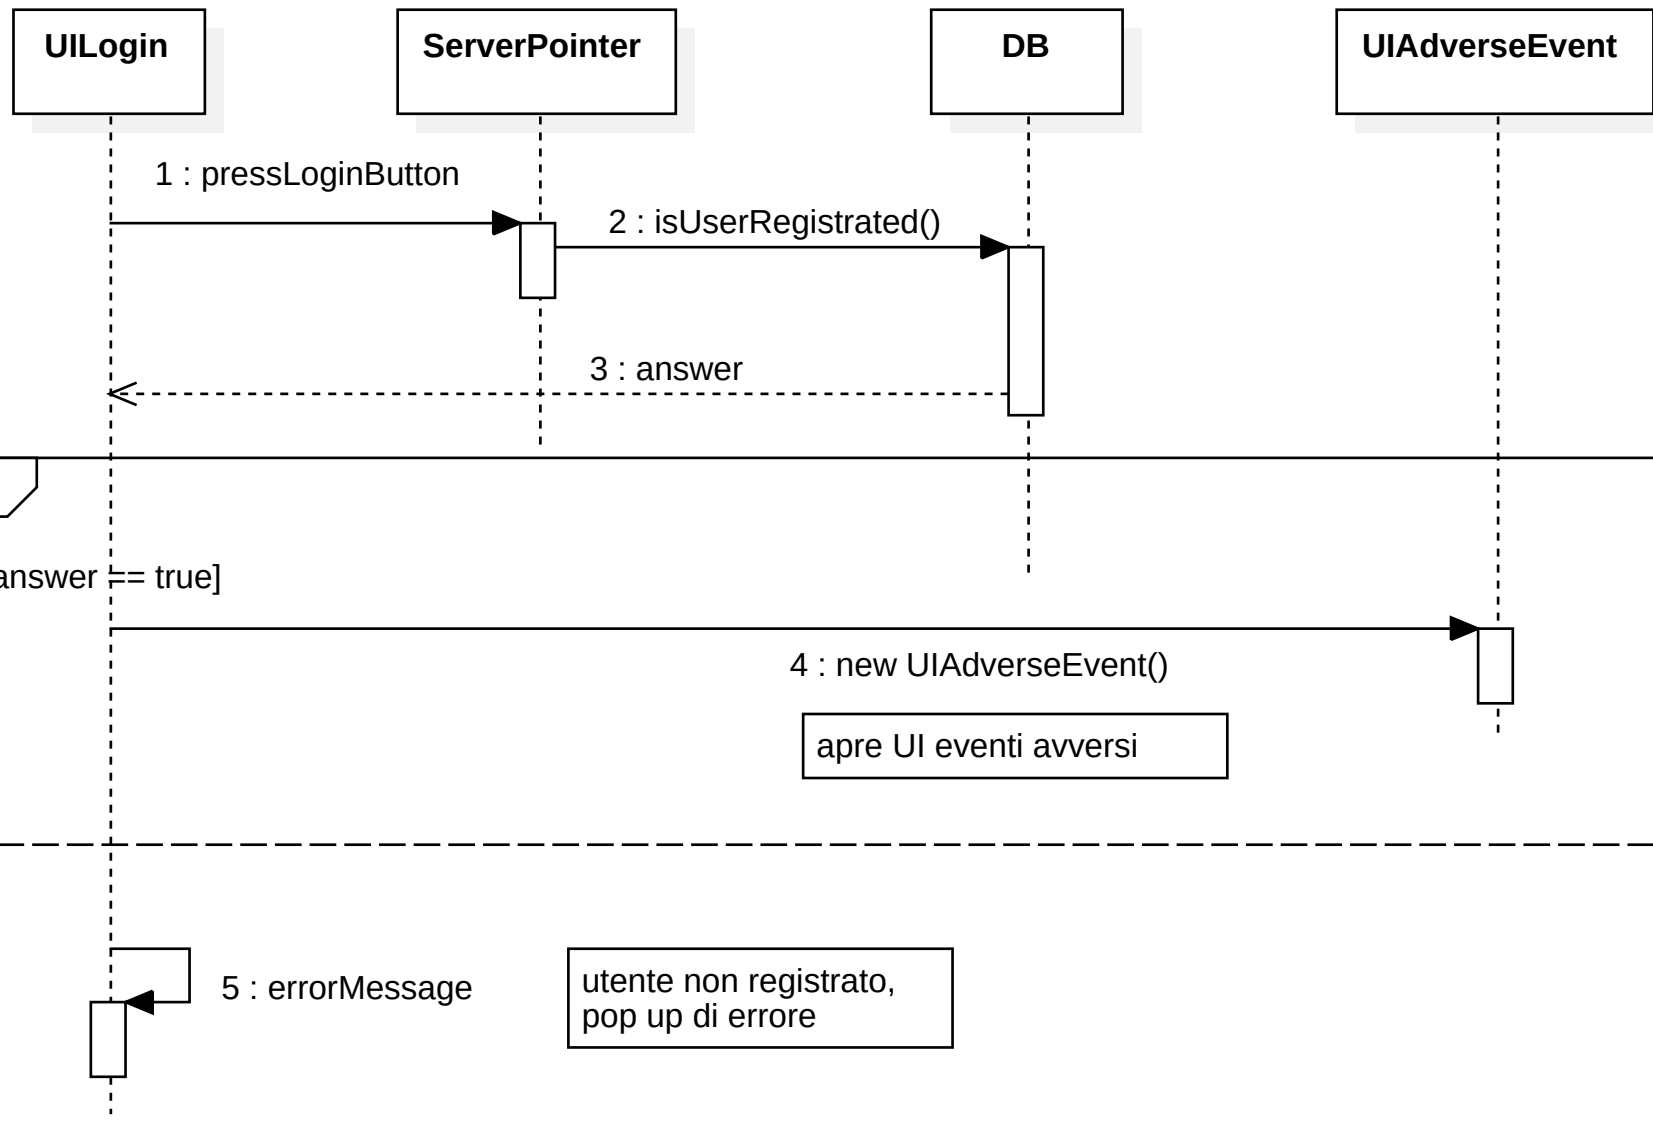 UILogin
ServerPointer
DB
UIAdverseEvent
1 : pressLoginButton
2 : isUserRegistrated()
3 : answer
answer == true]
4 : new UIAdverseEvent()
apre UI eventi avversi
5 : errorMessage
utente non registrato,
pop up di errore